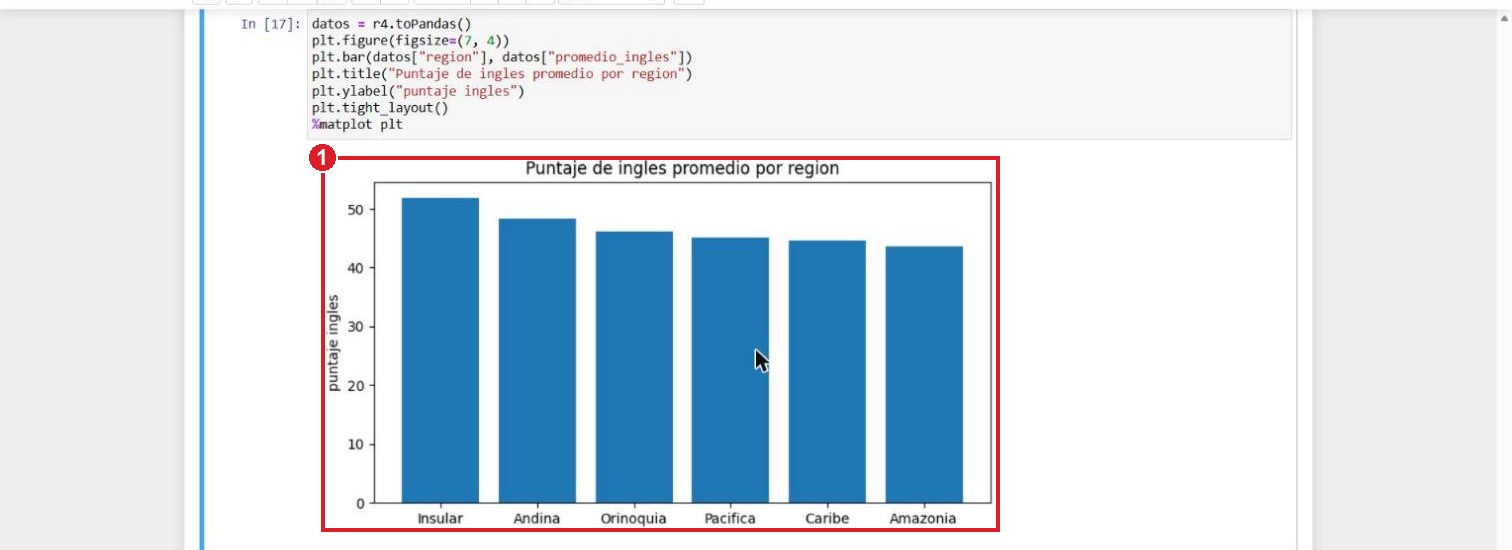 In [17]: datos = r4.toPandas()
plt.figure(figsize=(7, 4))
plt.bar(datos["region"], datos["promedio_ingles"])
plt.title("Puntaje de ingles promedio por region")
plt.ylabel("puntaje ingles")
plt.tight_layout()
%matplot plt
1
Puntaje de ingles promedio por region
puntaje ingles
50
40
30
20
10
0
Insular Andina Orinoquia Pacifica Caribe Amazonia